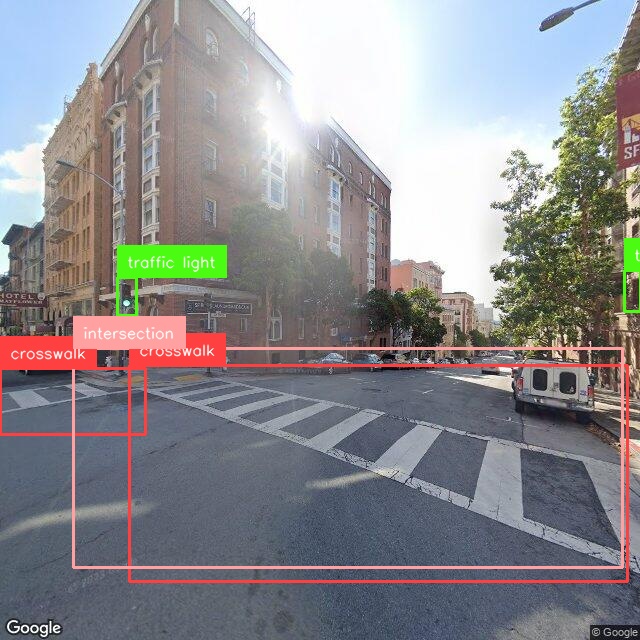 traffic light
t
HOTEL
MAYFLOWER
intersection
crosswalk
crosswalk
SF
Google
© Google